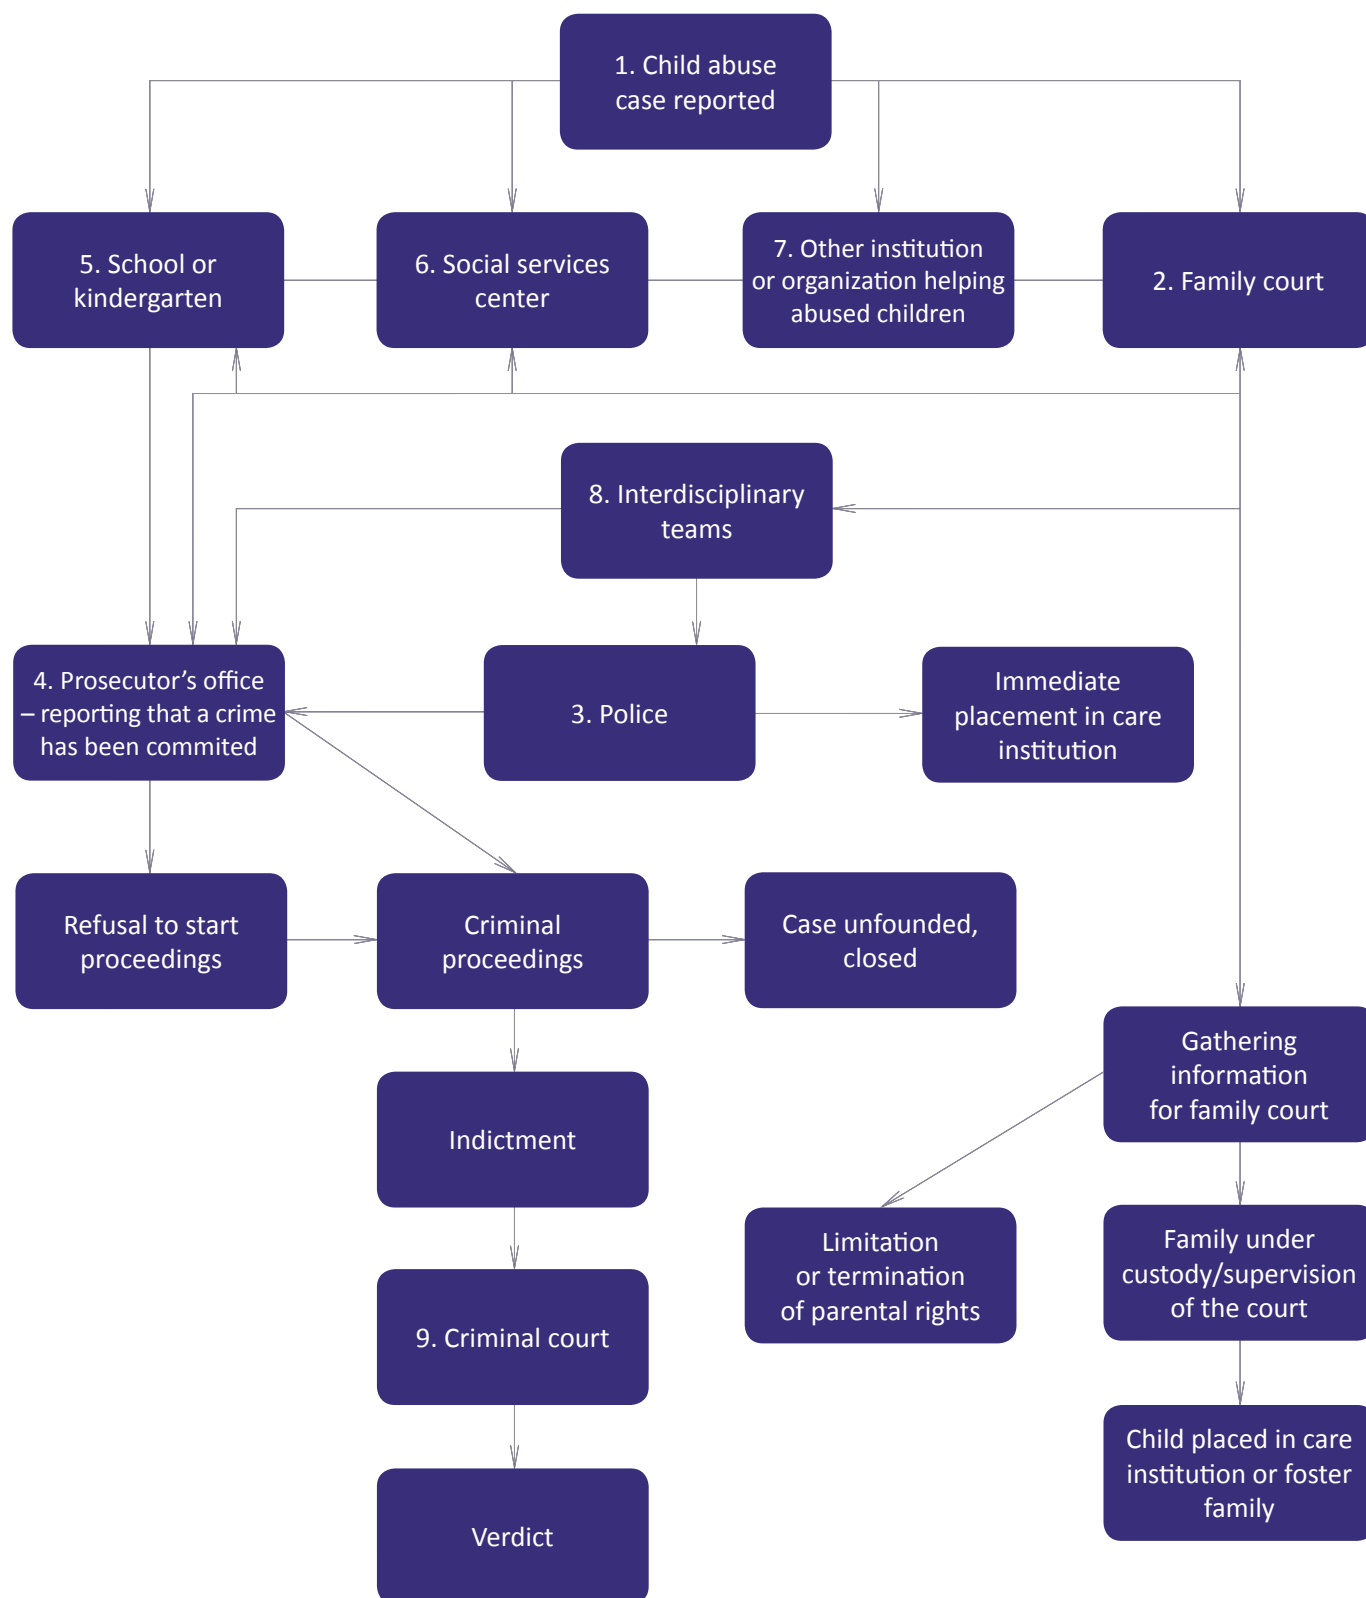 1. Child abuse
case reported
5. School or
kindergarten
6. Social services
center
7. Other institution
or organization helping
abused children
2. Family court
8. Interdisciplinary
teams
4. Prosecutor’s office
– reporting that a crime
has been commited
3. Police
Immediate
placement in care
institution
Refusal to start
proceedings
Criminal
proceedings
Case unfounded,
closed
Gathering
information
for family court
Indictment
Limitation
or termination
of parental rights
Family under
custody/supervision
of the court
9. Criminal court
Child placed in care
institution or foster
family
Verdict